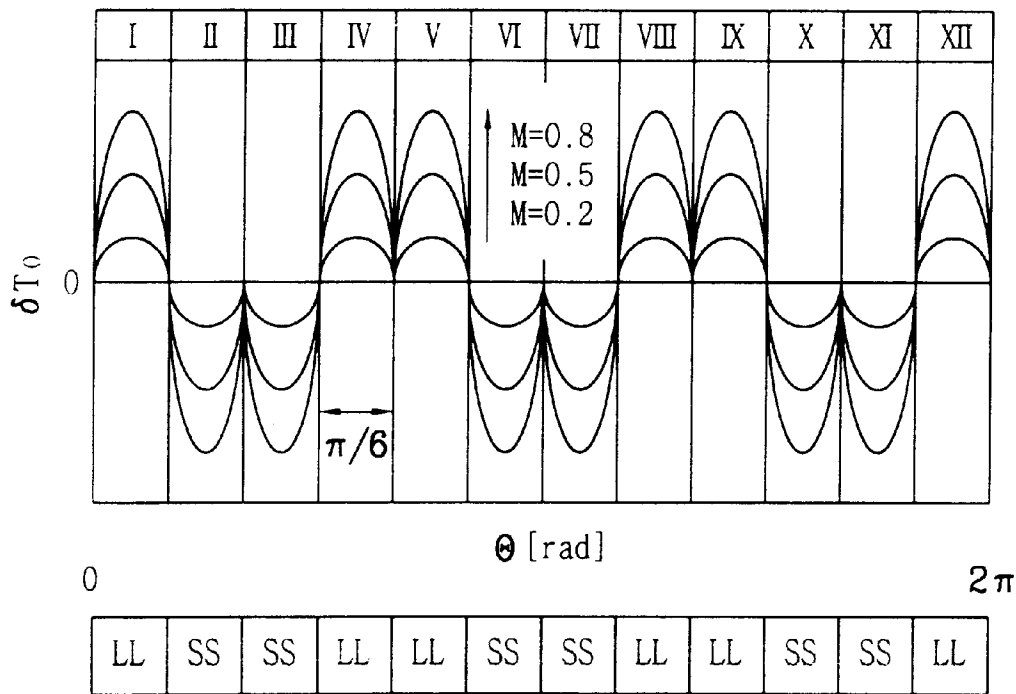 I II III IV V VI VII VIII IX X XI XII
M=0.8
M=0.5
M=0.2
δT₀ 0
π/6
Θ [rad]
0 2π
LL SS SS LL LL SS SS LL LL SS SS LL